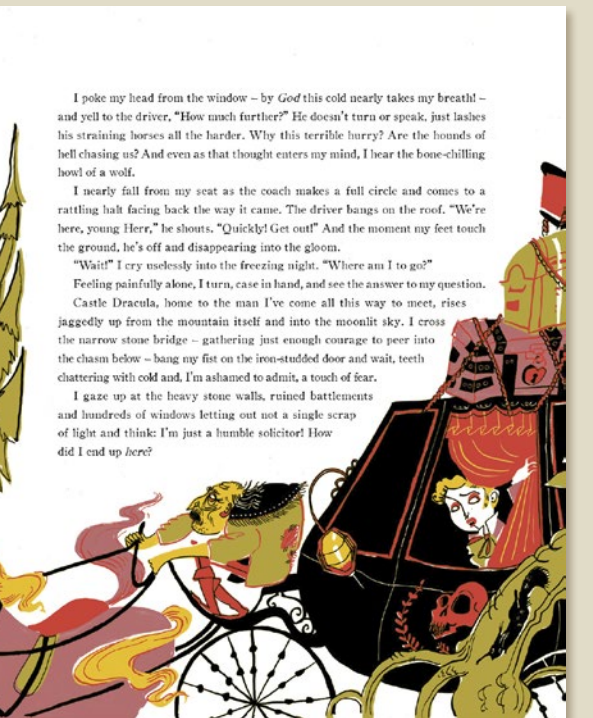 I poke my head from the window – by God this cold nearly takes my breath! –
and yell to the driver, “How much further?” He doesn’t turn or speak, just lashes
his straining horses all the harder. Why this terrible hurry? Are the hounds of
hell chasing us? And even as that thought enters my mind, I hear the bone-chilling
howl of a wolf.
I nearly fall from my seat as the coach makes a full circle and comes to a
rattling halt facing back the way it came. The driver bangs on the roof. “We’re
here, young Herr,” he shouts. “Quickly! Get out!” And the moment my feet touch
the ground, he’s off and disappearing into the gloom.
“Wait!” I cry uselessly into the freezing night. “Where am I to go?”
Feeling painfully alone, I turn, case in hand, and see the answer to my question.
Castle Dracula, home to the man I’ve come all this way to meet, rises
jaggedly up from the mountain itself and into the moonlit sky. I cross
the narrow stone bridge – gathering just enough courage to peer into
the chasm below – bang my fist on the iron-studded door and wait, teeth
chattering with cold and, I’m ashamed to admit, a touch of fear.
I gaze up at the heavy stone walls, ruined battlements
and hundreds of windows letting out not a single scrap
of light and think: I’m just a humble solicitor! How
did I end up here?